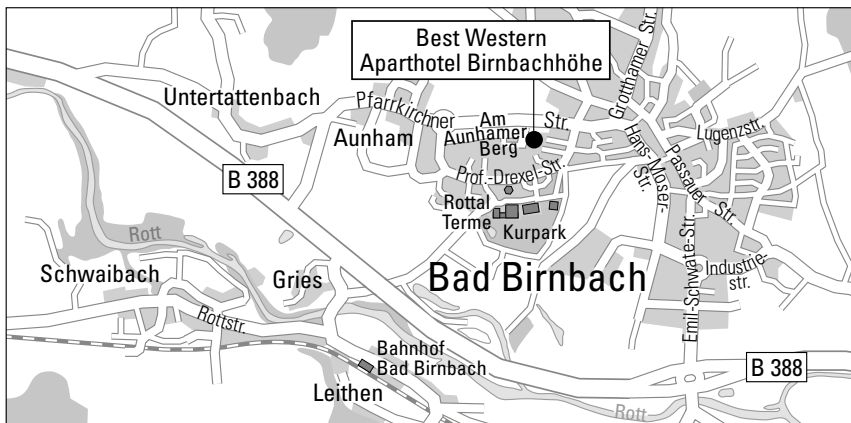 Best Western
Aparthotel Birnbachhöhe
Grotthamer Str.
Untertattenbach
Pfarrkirchner Str.
Am
Aunhamer
Berg
Aunham
Lugenzstr.
Hans-Moser-
Str.
Passauer Str.
B 388
Prof.-Drexel-Str.
Rottal
Terme
Kurpark
Rott
Schwaibach
Gries
Bad Birnbach
Emil-Schwate-Str.
Industrie-
str.
Rottstr.
Bahnhof
Bad Birnbach
Leithen
B 388
Rott